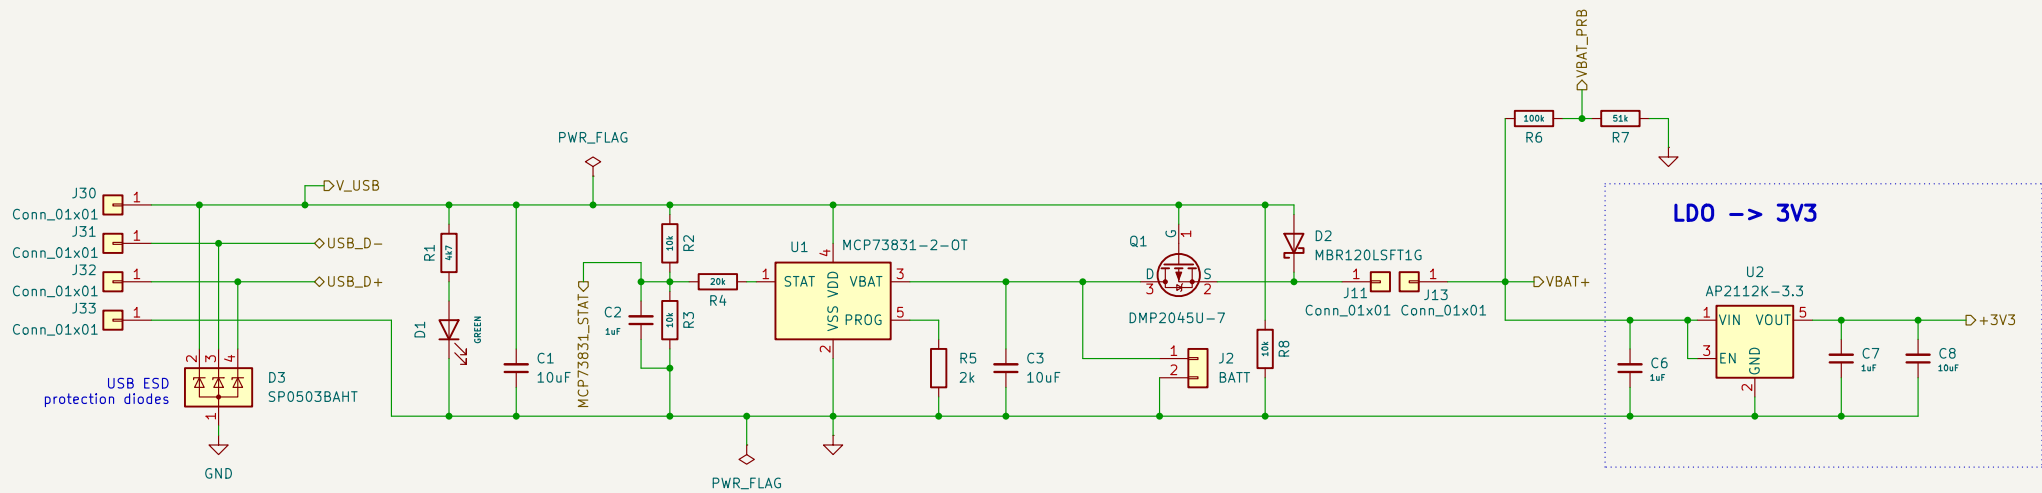 VBAT_PRB
100k
51k
R6
R7
PWR_FLAG
J30
1
Conn_01x01
V_USB
J31
1
Conn_01x01
USB_D-
J32
1
Conn_01x01
USB_D+
J33
1
Conn_01x01
2
3
4
1
D3
SP0503BAHT
USB ESD
protection diodes
GND
R1
4k7
D1
GREEN
C1
10uF
MCP73831_STAT
C2
1uF
R2
10k
R3
10k
20k
R4
PWR_FLAG
U1
MCP73831-2-OT
4
1
STAT
VDD
VBAT
3
VSS
PROG
5
2
R5
2k
C3
10uF
Q1
G
1
D
S
3
2
DMP2045U-7
J2
BATT
1
2
10k
R8
D2
MBR120LSFT1G
1
J11
Conn_01x01
1
J13
Conn_01x01
VBAT+
LDO -> 3V3
U2
AP2112K-3.3
1
VIN
VOUT
5
3
EN
GND
2
C6
1uF
C7
1uF
C8
10uF
+3V3